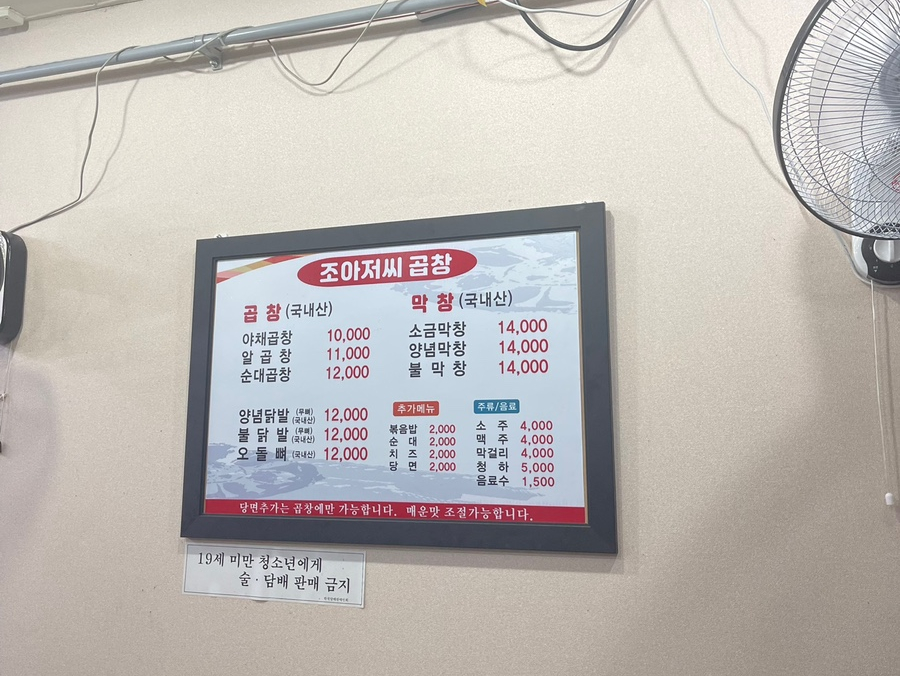 조아저씨 곱창
곱창 (국내산)
야채곱창 10,000
알곱창 11,000
순대곱창 12,000
막창 (국내산)
소금막창 14,000
양념막창 14,000
불막창 14,000
양념닭발 (무뼈) (국내산) 12,000
불닭발 (무뼈) (국내산) 12,000
오돌뼈 (국내산) 12,000
추가메뉴
볶음밥 2,000
순대 2,000
치즈 2,000
당면 2,000
주류/음료
소주 4,000
맥주 4,000
막걸리 4,000
청하 5,000
음료수 1,500
당면추가는 곱창에만 가능합니다. 매운맛 조절가능합니다.
19세 미만 청소년에게
술·담배 판매 금지